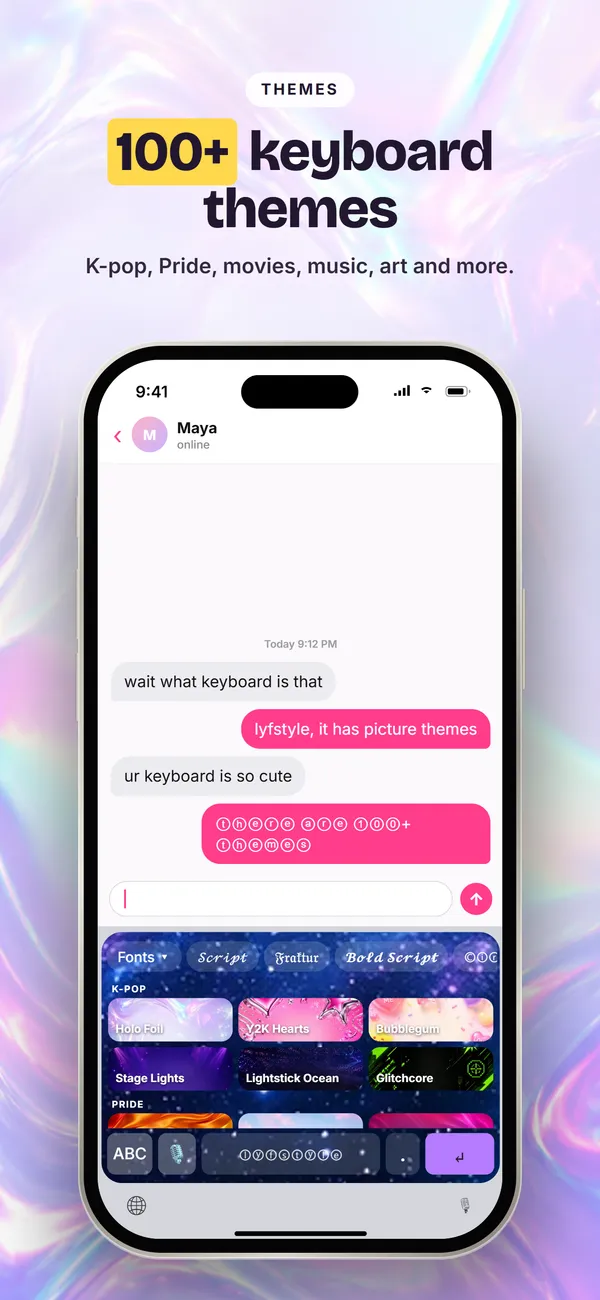 THEMES
100+ keyboard
themes
K-pop, Pride, movies, music, art and more.
9:41
M
Maya
online
Today 9:12 PM
wait what keyboard is that
lyfstyle, it has picture themes
ur keyboard is so cute
ⓣⓗⓔⓡⓔ ⓐⓡⓔ ①⓪⓪+
ⓣⓗⓔⓜⓔⓢ
Fonts ▾ 𝓢𝓬𝓻𝓲𝓹𝓽 𝔉𝔯𝔞𝔨𝔱𝔲𝔯 𝓑𝓸𝓵𝓭 𝓢𝓬𝓻𝓲𝓹𝓽 ⒸⒾ
K-POP
Holo Foil Y2K Hearts Bubblegum
Stage Lights Lightstick Ocean Glitchcore
PRIDE
ABC ⓛⓨⓕⓢⓣⓨⓛⓔ .